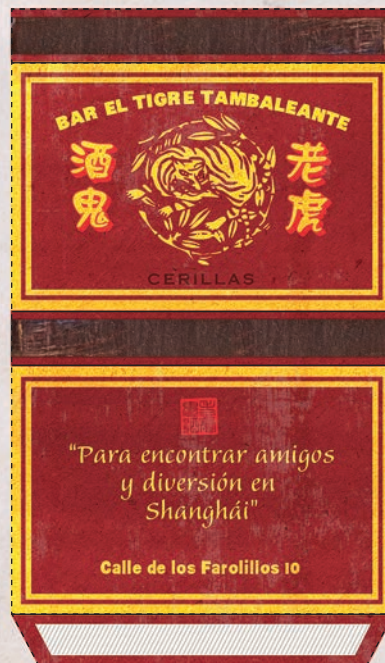 BAR EL TIGRE TAMBALEANTE
酒鬼
老虎
CERILLAS
“Para encontrar amigos
y diversión en
Shanghái”
Calle de los Farolillos 10